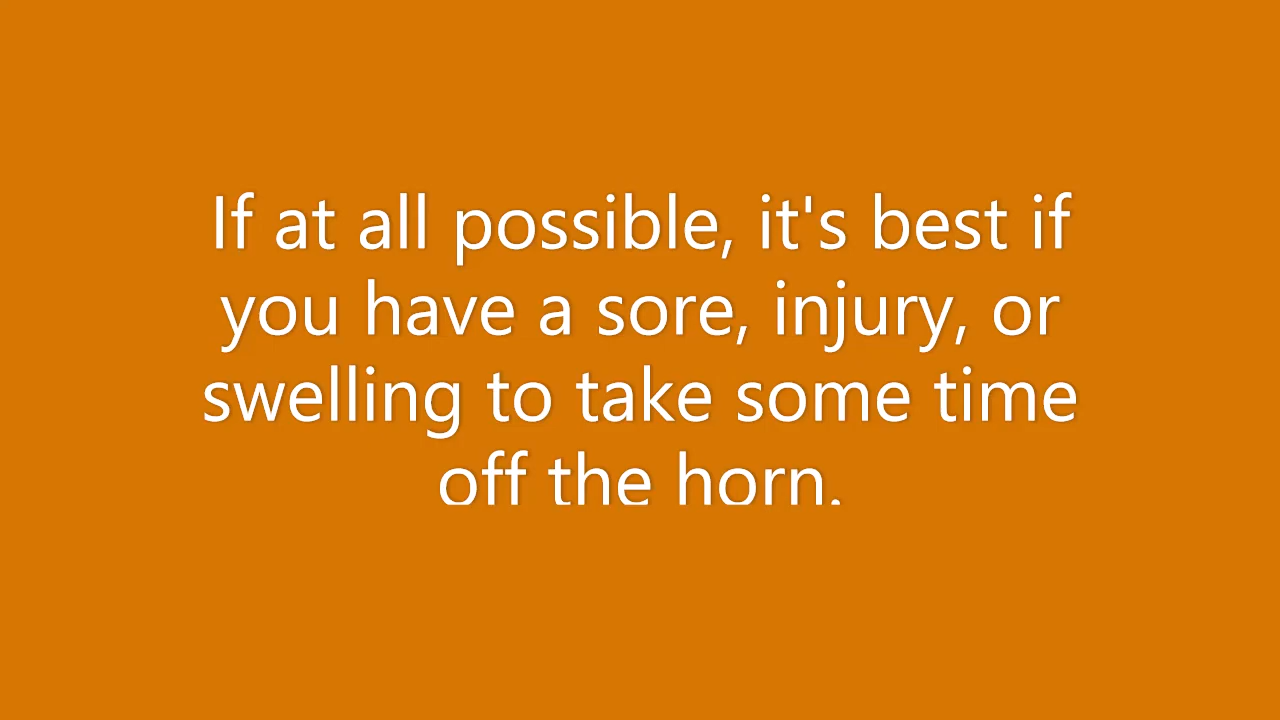 If at all possible, it's best if
you have a sore, injury, or
swelling to take some time
off the horn.